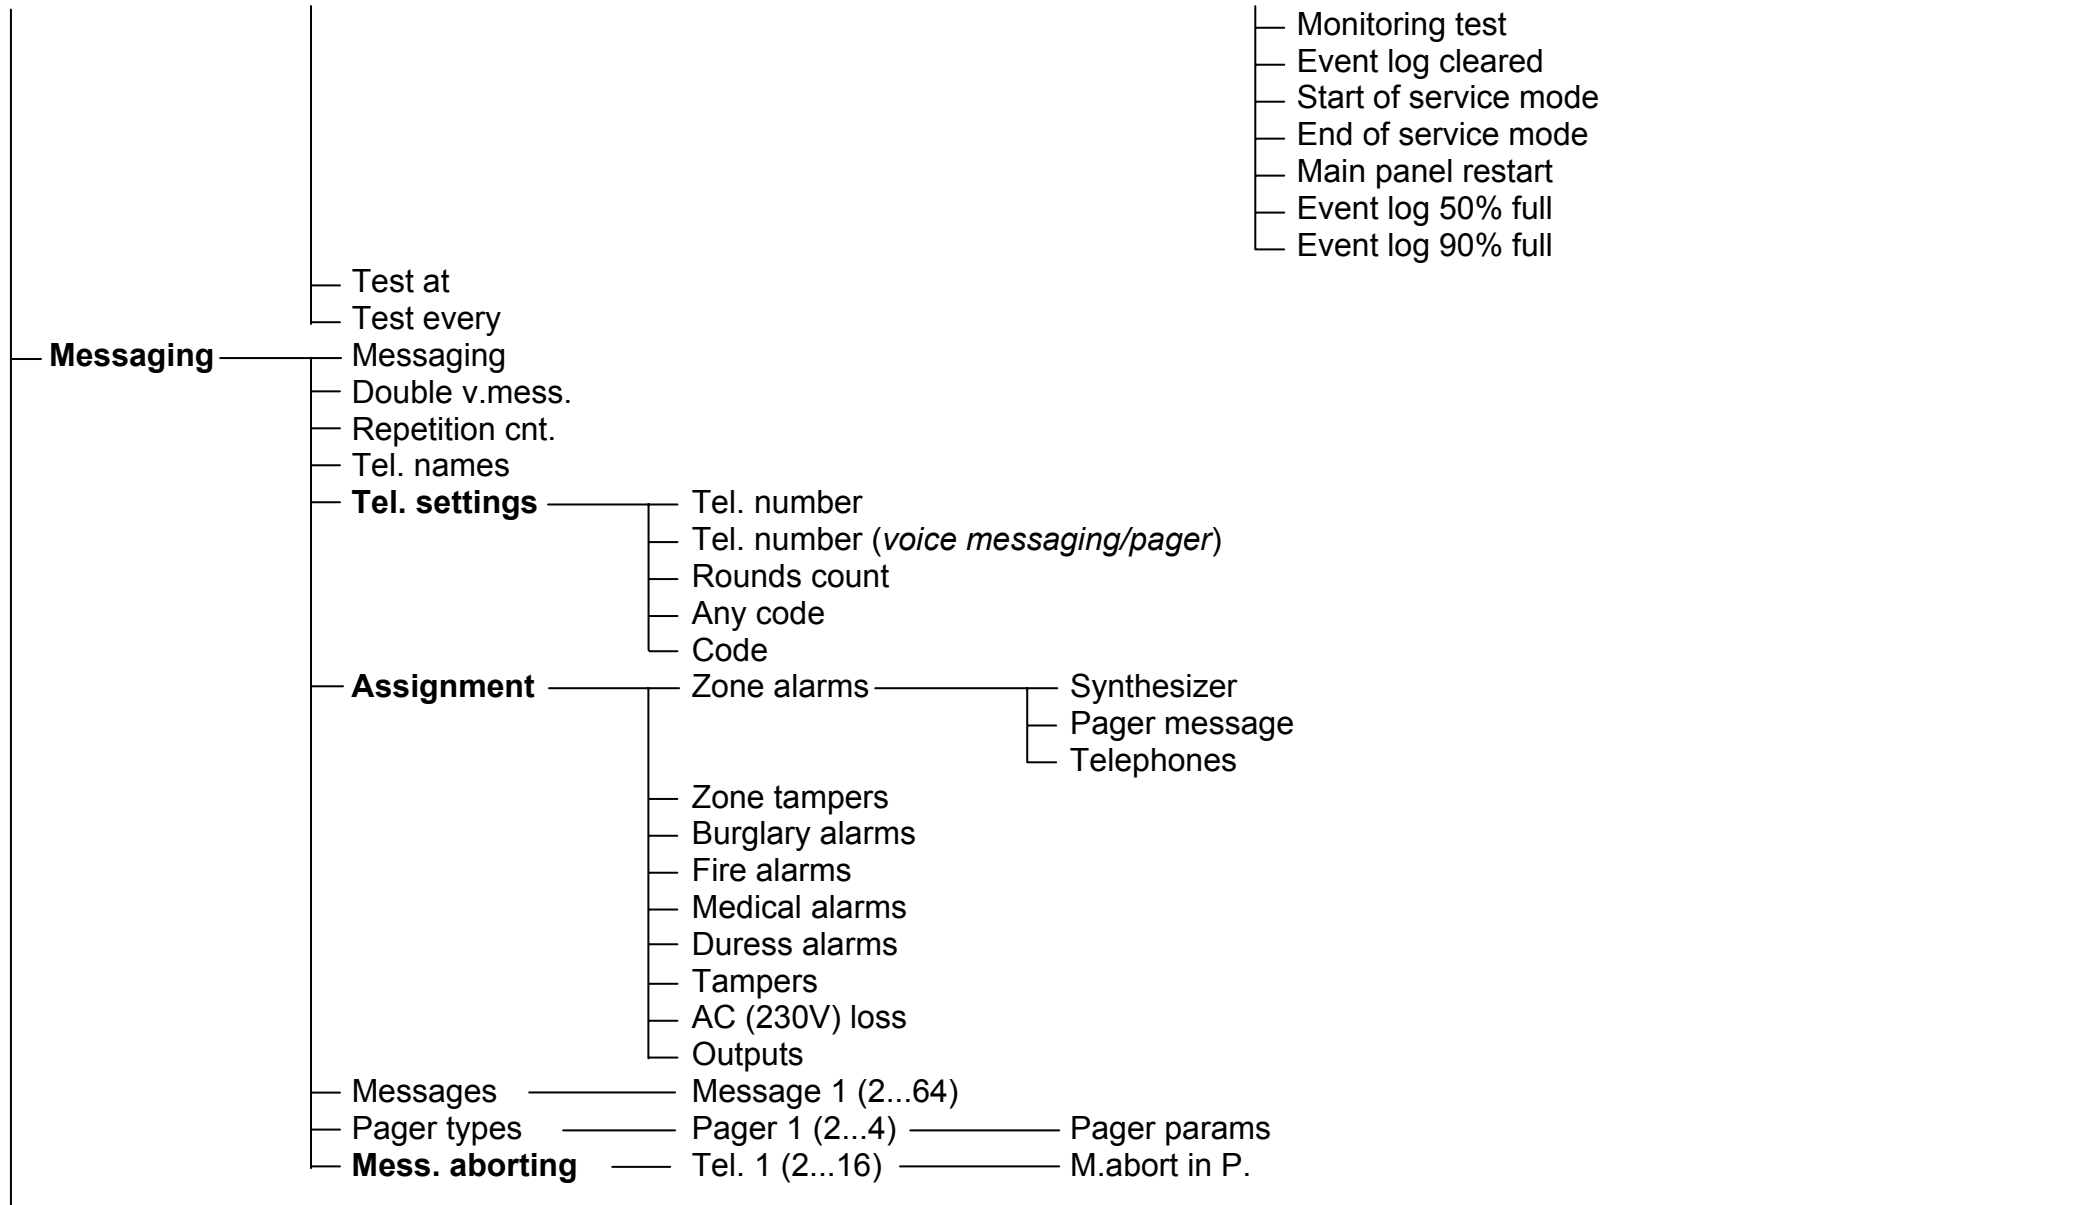 Monitoring test
Event log cleared
Start of service mode
End of service mode
Main panel restart
Event log 50% full
Event log 90% full
Test at
Test every
Messaging Messaging
Double v.mess.
Repetition cnt.
Tel. names
Tel. settings Tel. number
Tel. number (voice messaging/pager)
Rounds count
Any code
Code
Assignment Zone alarms Synthesizer
Pager message
Telephones
Zone tampers
Burglary alarms
Fire alarms
Medical alarms
Duress alarms
Tampers
AC (230V) loss
Outputs
Messages Message 1 (2...64)
Pager types Pager 1 (2...4) Pager params
Mess. aborting Tel. 1 (2...16) M.abort in P.